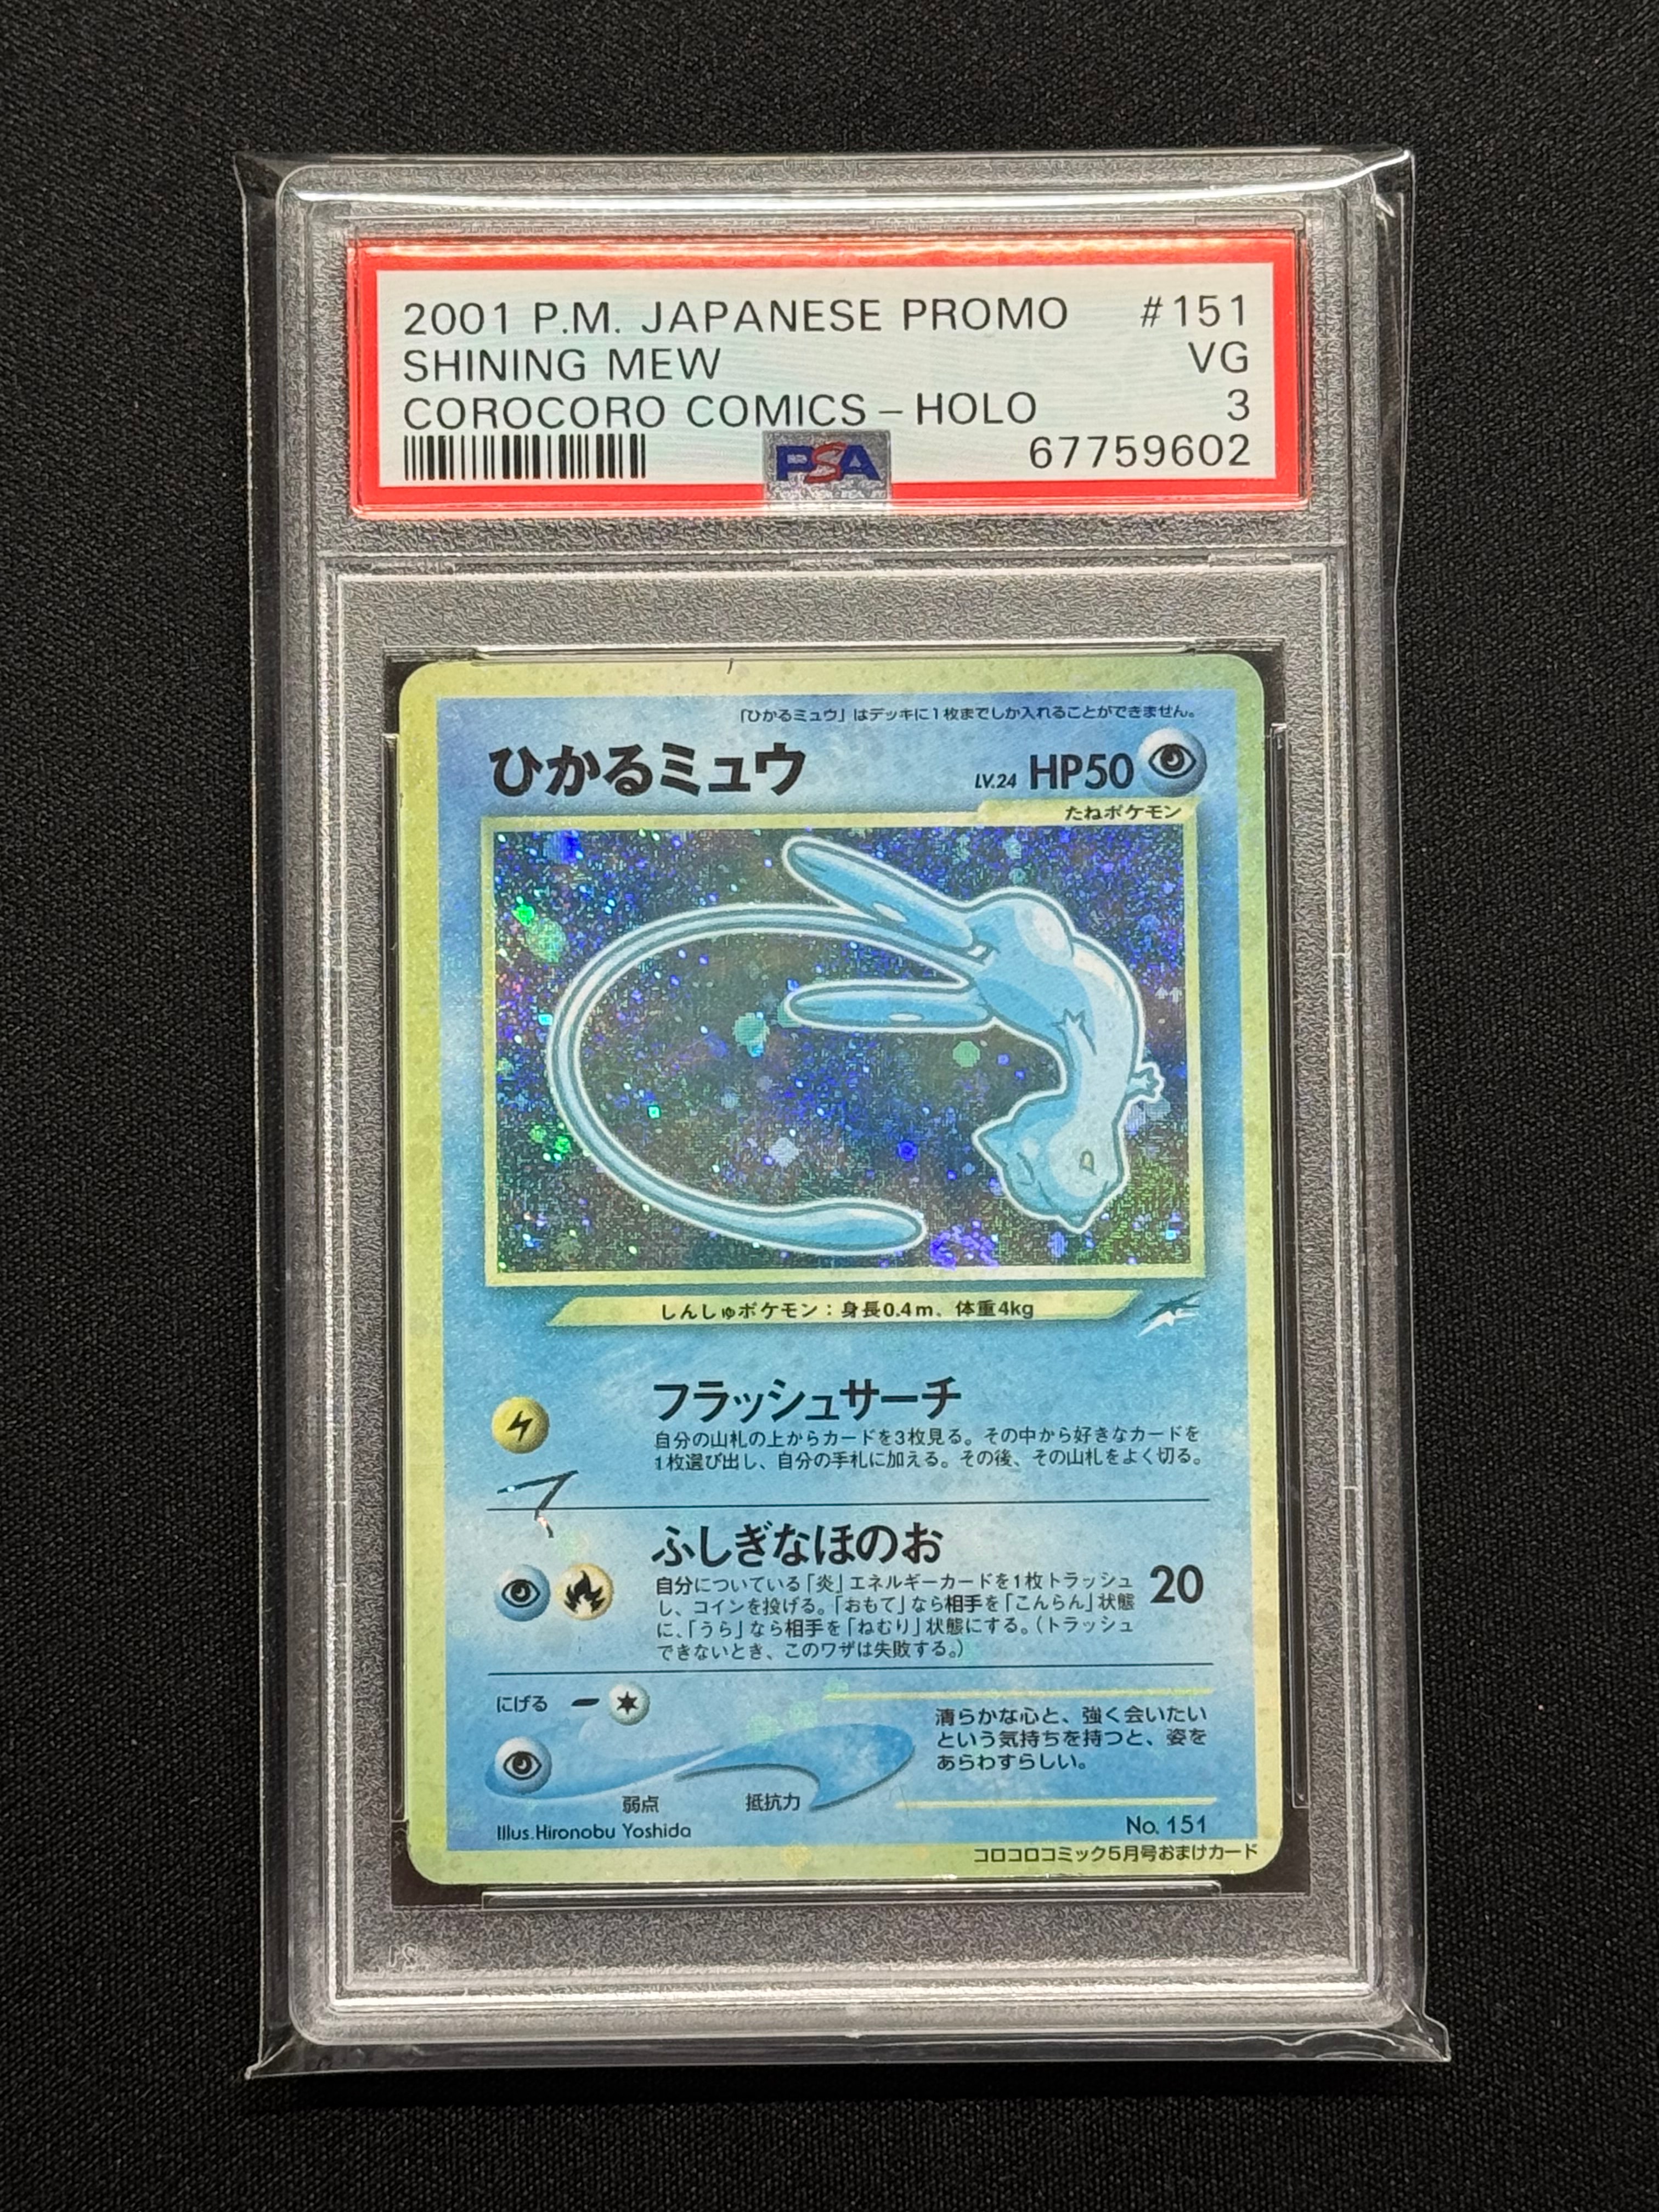 2001 P.M. JAPANESE PROMO #151
SHINING MEW VG
COROCORO COMICS – HOLO 3
PSA 67759602
「ひかるミュウ」はデッキに1枚までしか入れることができません。
ひかるミュウ LV.24 HP50
たねポケモン
しんしゅポケモン：身長0.4m、体重4kg
フラッシュサーチ
自分の山札の上からカードを3枚見る。その中から好きなカードを
1枚選び出し、自分の手札に加える。その後、その山札をよく切る。
ふしぎなほのお 20
自分についている「炎」エネルギーカードを1枚トラッシュ
し、コインを投げる。「おもて」なら相手を「こんらん」状態
に、「うら」なら相手を「ねむり」状態にする。（トラッシュ
できないとき、このワザは失敗する。）
にげる
清らかな心と、強く会いたい
という気持ちを持つと、姿を
あらわすらしい。
弱点 抵抗力
Illus.Hironobu Yoshida No. 151
コロコロコミック5月号おまけカード